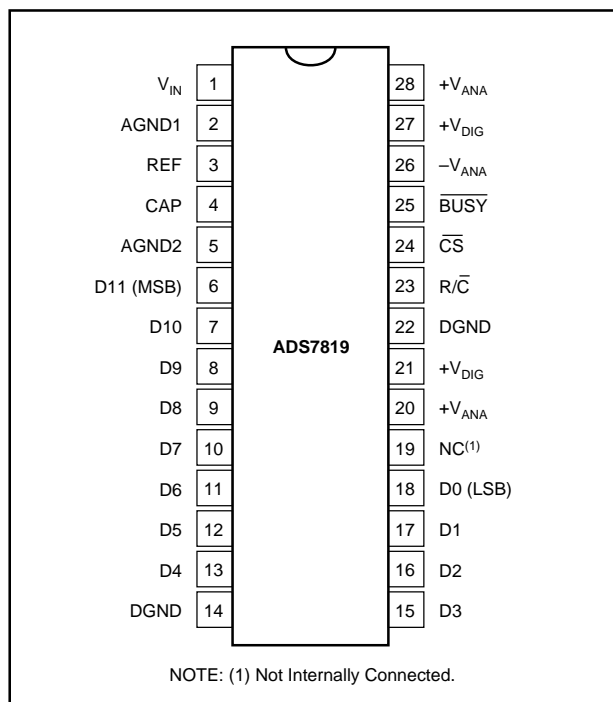 V_IN 1 28 +V_ANA
AGND1 2 27 +V_DIG
REF 3 26 –V_ANA
CAP 4 25 B̅U̅S̅Y̅
AGND2 5 24 C̅S̅
D11 (MSB) 6 23 R/C̅
D10 7 22 DGND
ADS7819
D9 8 21 +V_DIG
D8 9 20 +V_ANA
D7 10 19 NC(1)
D6 11 18 D0 (LSB)
D5 12 17 D1
D4 13 16 D2
DGND 14 15 D3
NOTE: (1) Not Internally Connected.